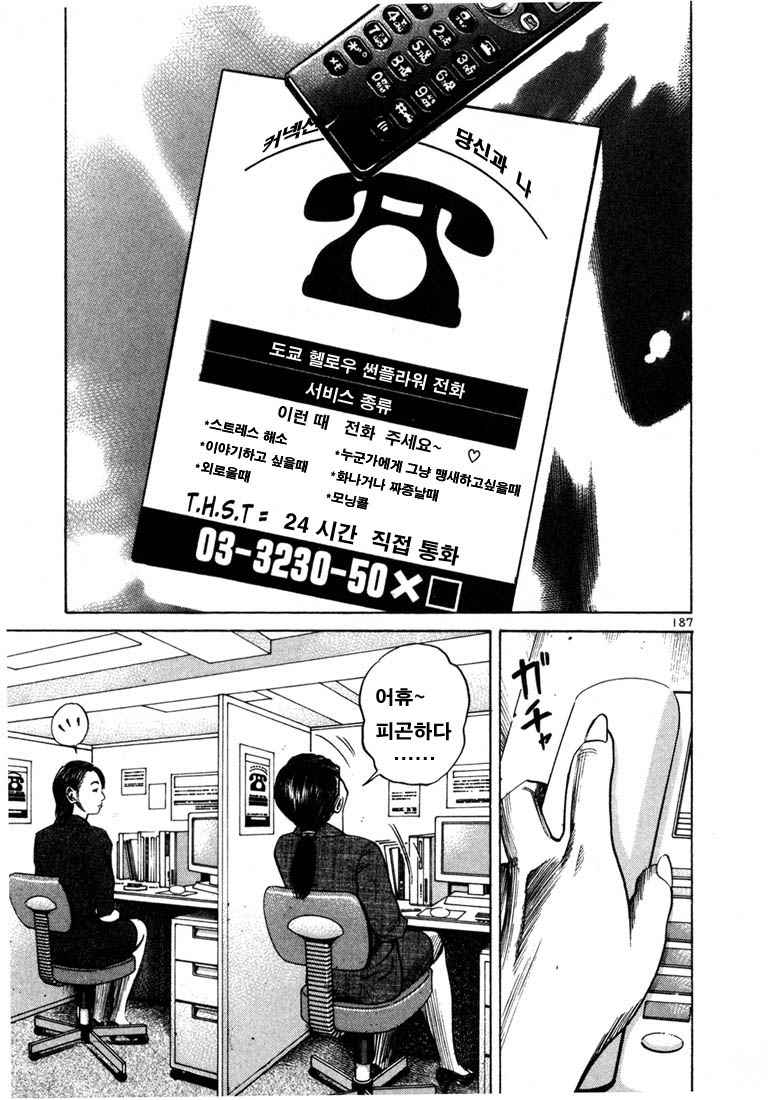 커넥션
당신과 나
도쿄 헬로우 썬플라워 전화
서비스 종류
이런 때 전화 주세요~
*스트레스 해소
*이야기하고 싶을때
*외로울때
♡
*누군가에게 그냥 맹새하고싶을때
*화나거나 짜증날때
*모닝콜
T.H.S.T = 24 시간 직접 통화
03-3230-50×□
187
어휴~
피곤하다
......
ガチャ